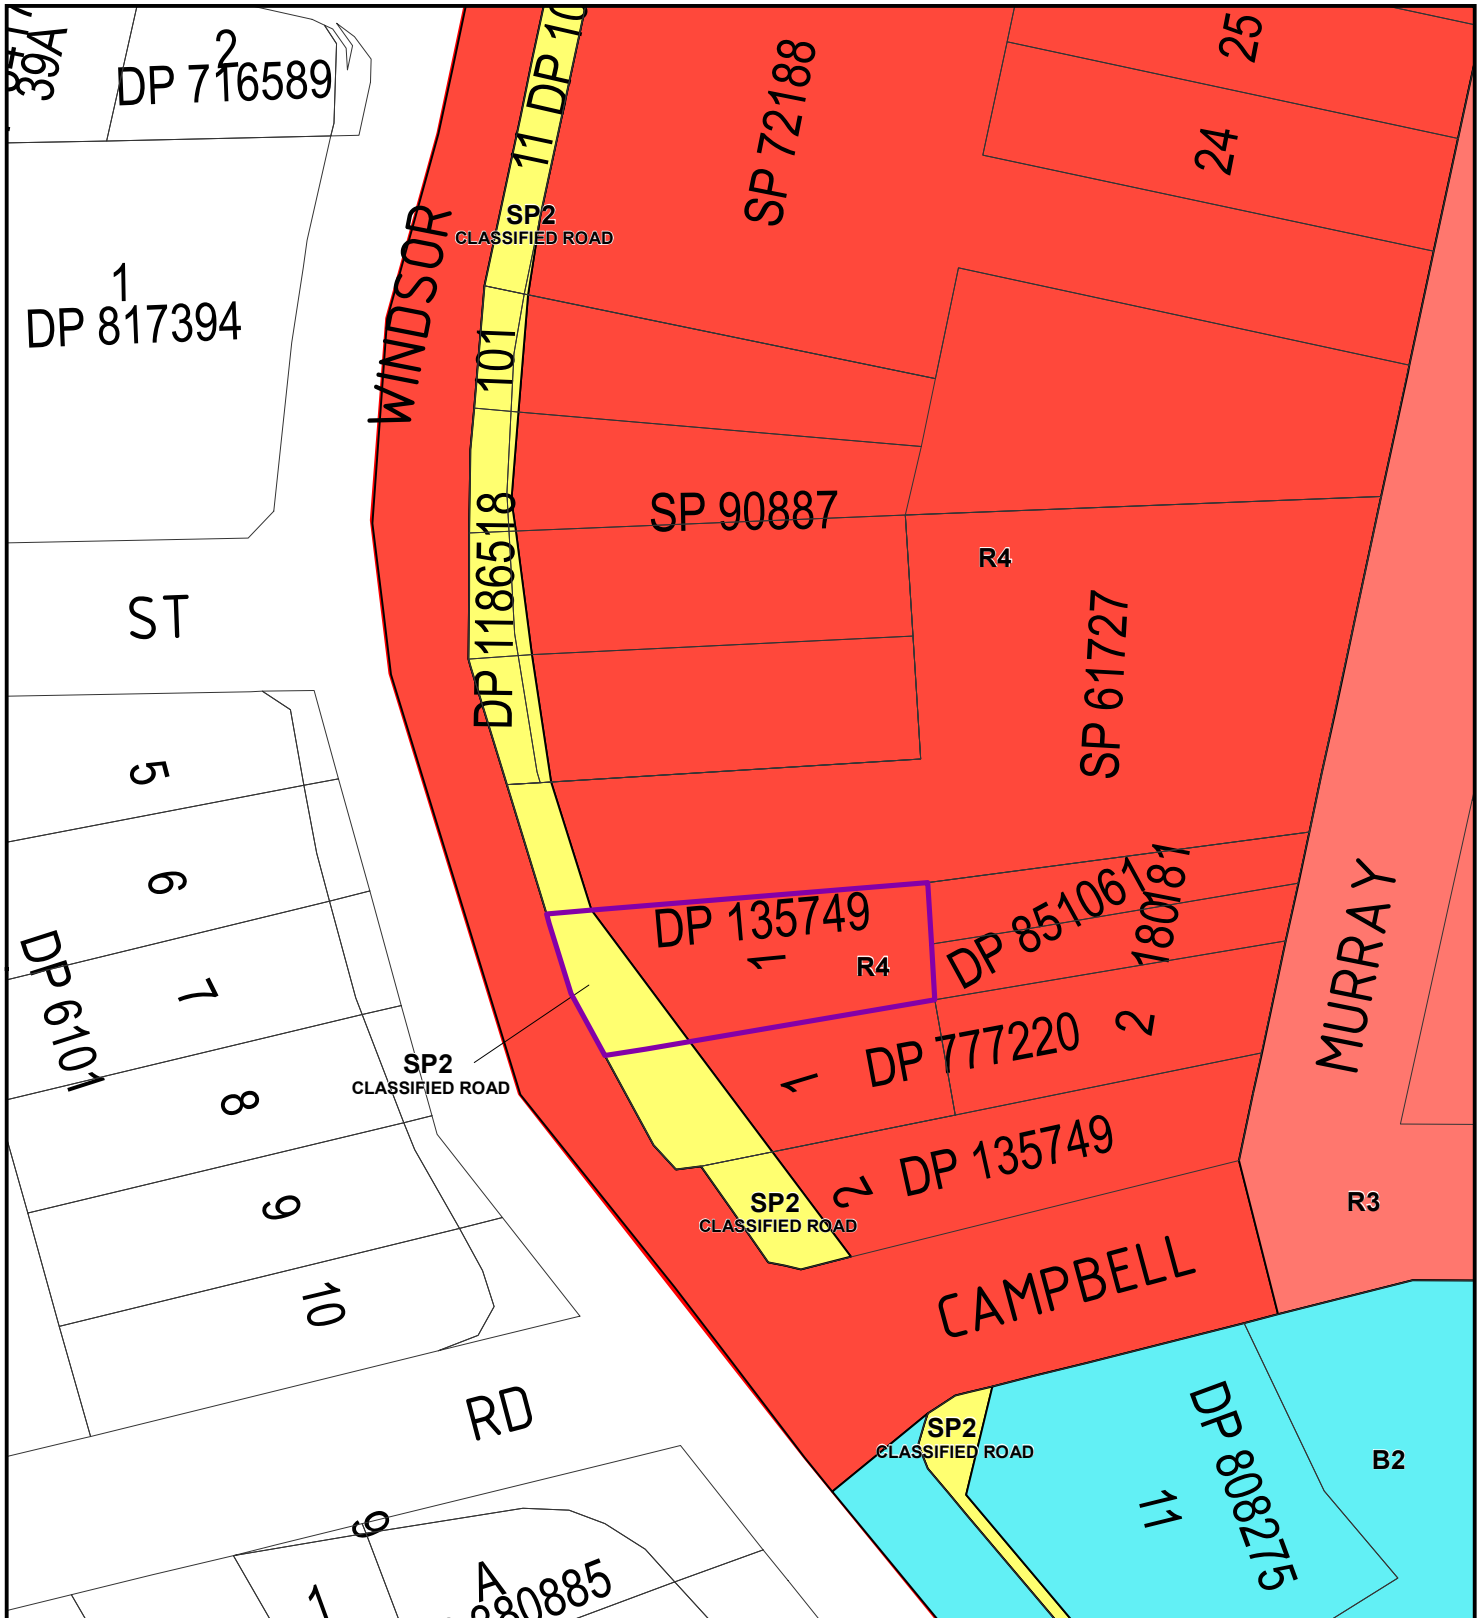 39A
2
DP 716589
11 DP 10
SP 72188
25
24
SP2
CLASSIFIED ROAD
1
DP 817394
WINDSOR
101
DP 1186518
SP 90887
R4
ST
SP 61727
5
6
7
8
9
10
DP 6101
DP 135749
1
R4
DP 851061
181
180
MURRAY
SP2
CLASSIFIED ROAD
1
DP 777220
2
2
DP 135749
SP2
CLASSIFIED ROAD
R3
CAMPBELL
RD
SP2
CLASSIFIED ROAD
DP 808275
11
B2
9
1
A
880885